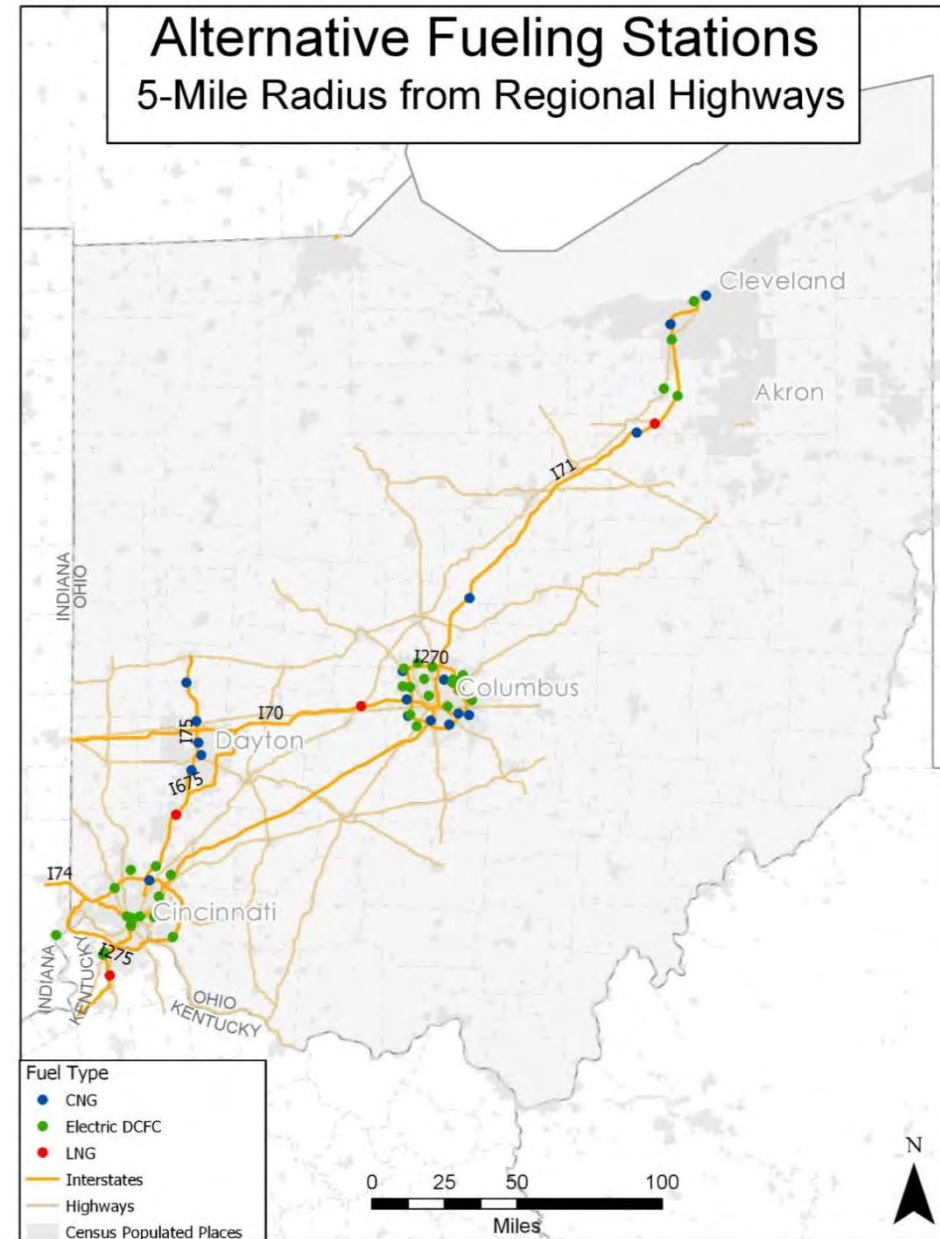 Alternative Fueling Stations
5-Mile Radius from Regional Highways
Cleveland
Akron
I71
INDIANA
OHIO
I270
Columbus
I70
I75
Dayton
I675
I74
Cincinnati
I275
INDIANA
KENTUCKY
OHIO
KENTUCKY
Fuel Type
CNG
Electric DCFC
LNG
Interstates
Highways
Census Populated Places
N
0 25 50 100
Miles